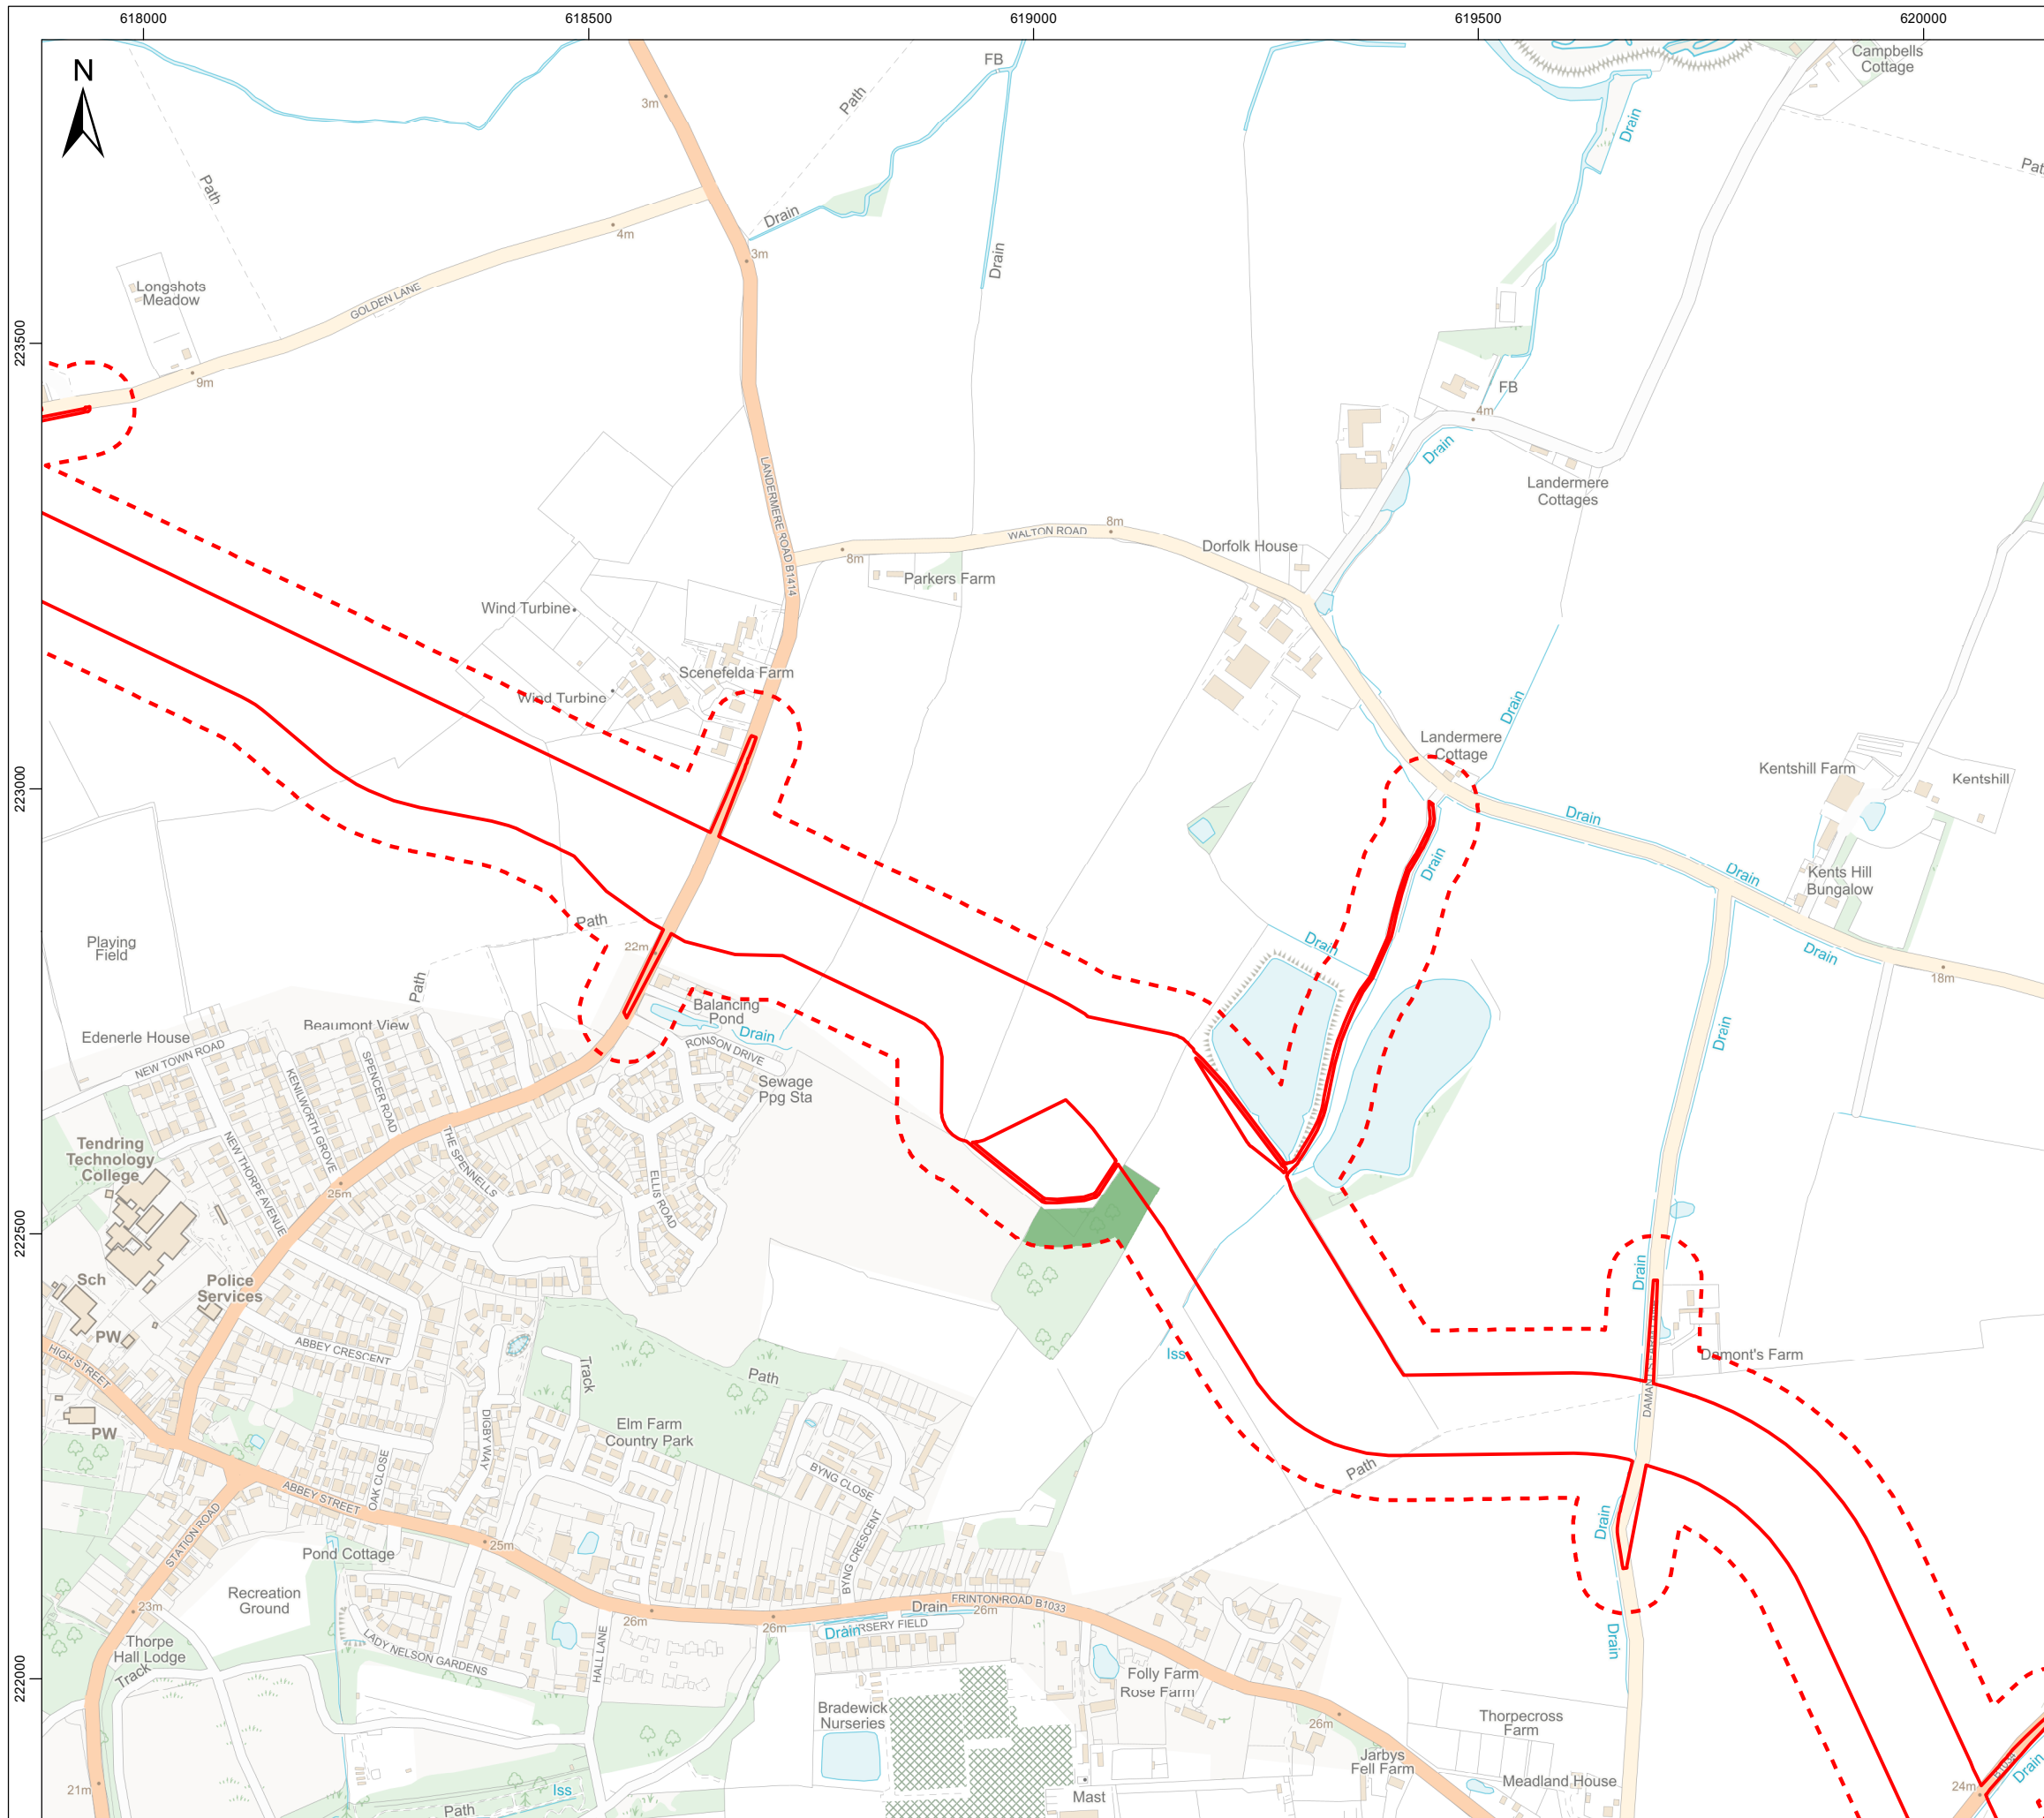 618000
618500
619000
619500
620000
N
FB
Campbells
Cottage
3m
Path
Drain
Path
Drain
4m
3m
Drain
Longshots
Meadow
GOLDEN LANE
223500
9m
FB
4m
Drain
Landermere
Cottages
LANDERMERE ROAD B1414
WALTON ROAD
8m
8m
Dorfolk House
Parkers Farm
Wind Turbine
Scenefelda Farm
Wind Turbine
Drain
Landermere
Cottage
Kentshill Farm
Kentshill
223000
Drain
Drain
Drain
Kents Hill
Bungalow
Path
22m
Drain
Drain
18m
Playing
Field
Path
Balancing
Pond
Drain
Drain
Edenerle House
Beaumont View
NEW TOWN ROAD
RONSON DRIVE
KENILWORTH GROVE
SPENCER ROAD
Sewage
Ppg Sta
Tendring
Technology
College
NEW THORPE AVENUE
THE SPENNELLS
25m
ELLIS ROAD
222500
Sch
Police
Services
Drain
PW
HIGH STREET
ABBEY CRESCENT
Track
Path
Iss
Damont's Farm
PW
DIGBY WAY
Elm Farm
Country Park
OAK CLOSE
BYNG CLOSE
Path
ABBEY STREET
STATION ROAD
25m
Drain
Pond Cottage
BYNG CRESCENT
Recreation
Ground
23m
26m
26m
Drain
26m
FRINTON ROAD B1033
Drain
Drain
Thorpe
Hall Lodge
Track
LADY NELSON GARDENS
HALL LANE
222000
Folly Farm
Rose Farm
Bradewick
Nurseries
26m
Thorpecross
Farm
Jarbys
Fell Farm
Meadland House
24m
Drain
21m
Iss
Path
Mast